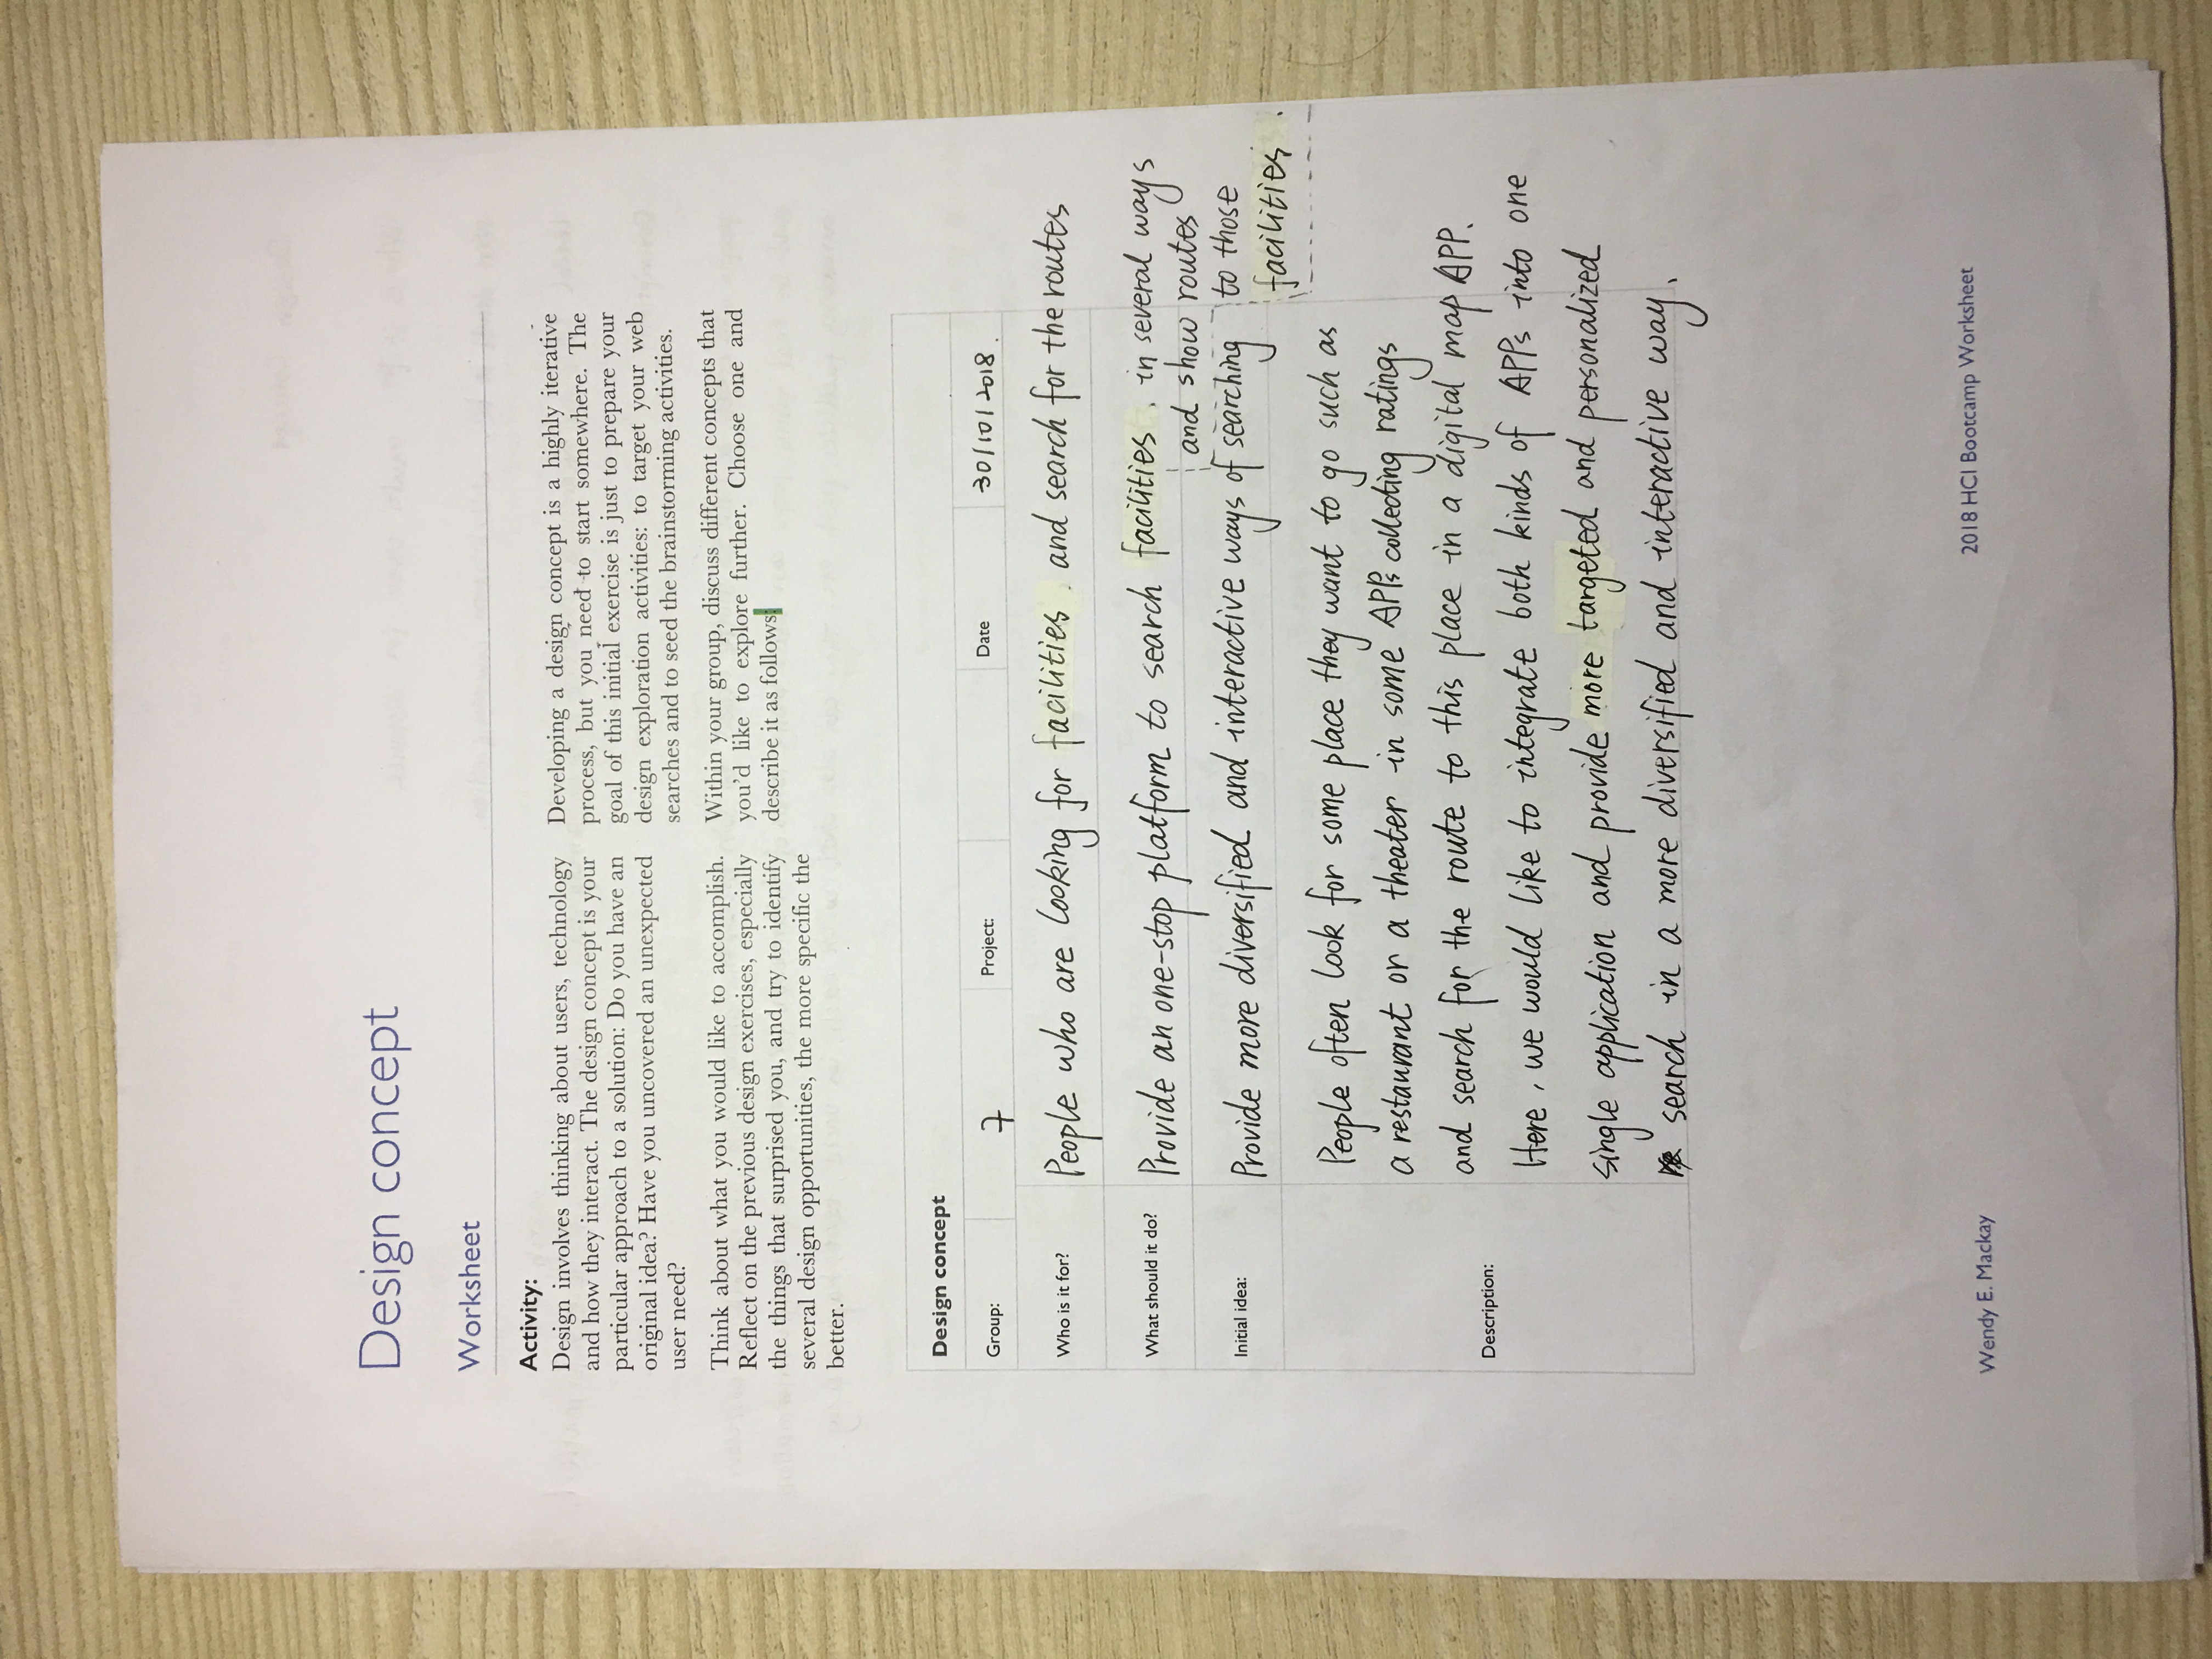 Design concept
Worksheet
Activity:
Design involves thinking about users, technology
and how they interact. The design concept is your
particular approach to a solution: Do you have an
original idea? Have you uncovered an unexpected
user need?
Think about what you would like to accomplish.
Reflect on the previous design exercises, especially
the things that surprised you, and try to identify
several design opportunities, the more specific the
better.
Developing a design concept is a highly iterative
process, but you need to start somewhere. The
goal of this initial exercise is just to prepare your
design exploration activities: to target your web
searches and to seed the brainstorming activities.
Within your group, discuss different concepts that
you'd like to explore further. Choose one and
describe it as follows:
Design concept
Group: 7 Project: Date 30/10/2018.
Who is it for? People who are looking for facilities and search for the routes
What should it do? Provide an one-stop platform to search facilities. in several ways
and show routes
to those
facilities.
Initial idea: Provide more diversified and interactive ways of searching
Description:
People often look for some place they want to go such as
a restaurant or a theater in some APPs collecting ratings
and search for the route to this place in a digital map APP.
Here, we would like to integrate both kinds of APPs into one
single application and provide more targeted and personalized
search in a more diversified and interactive way.
Wendy E. Mackay
2018 HCI Bootcamp Worksheet